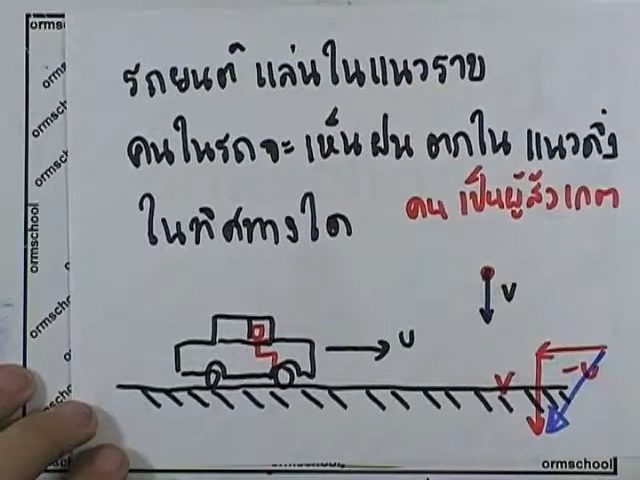 รถยนต์ แล่นในแนวราบ
คนในรถจะ เห็นฝน ตกใน แนวดิ่ง
ในทิศทางใด
คน เป็นผู้สังเกต
v
u
v
-u
ormschool
ormschool
ormschool
ormschool